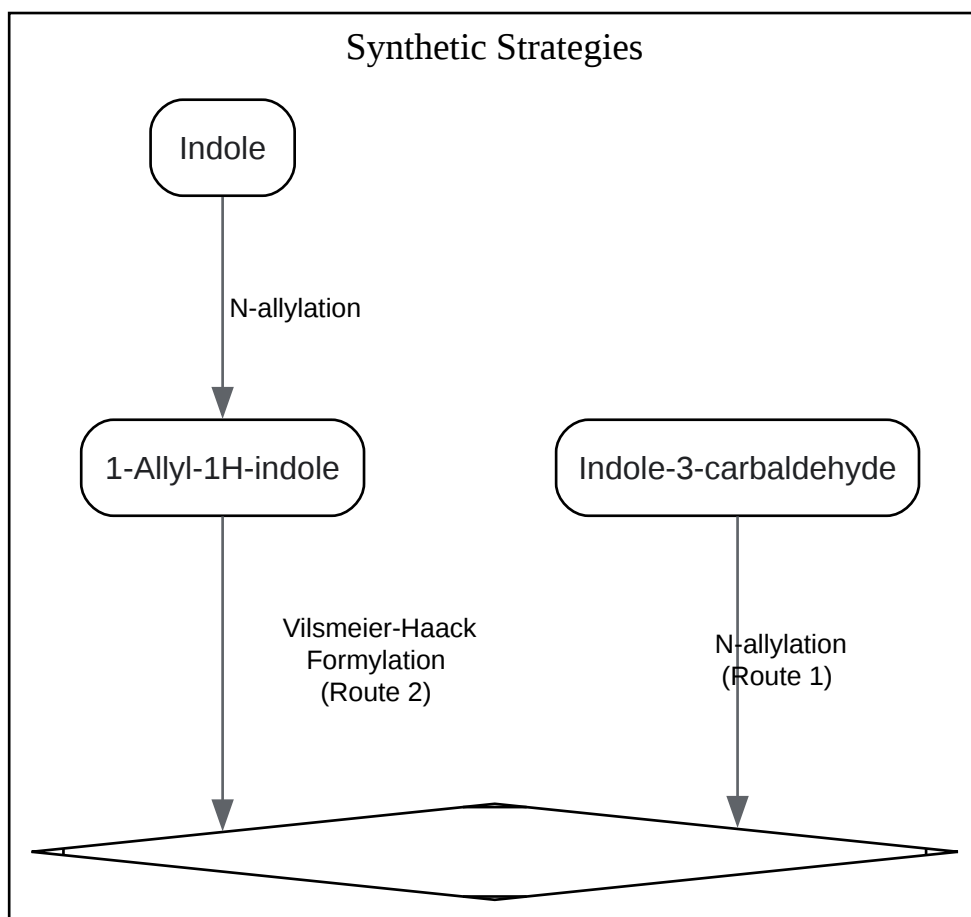 Synthetic Strategies
Indole
N-allylation
1-Allyl-1H-indole
Indole-3-carbaldehyde
Vilsmeier-Haack
Formylation
(Route 2)
N-allylation
(Route 1)